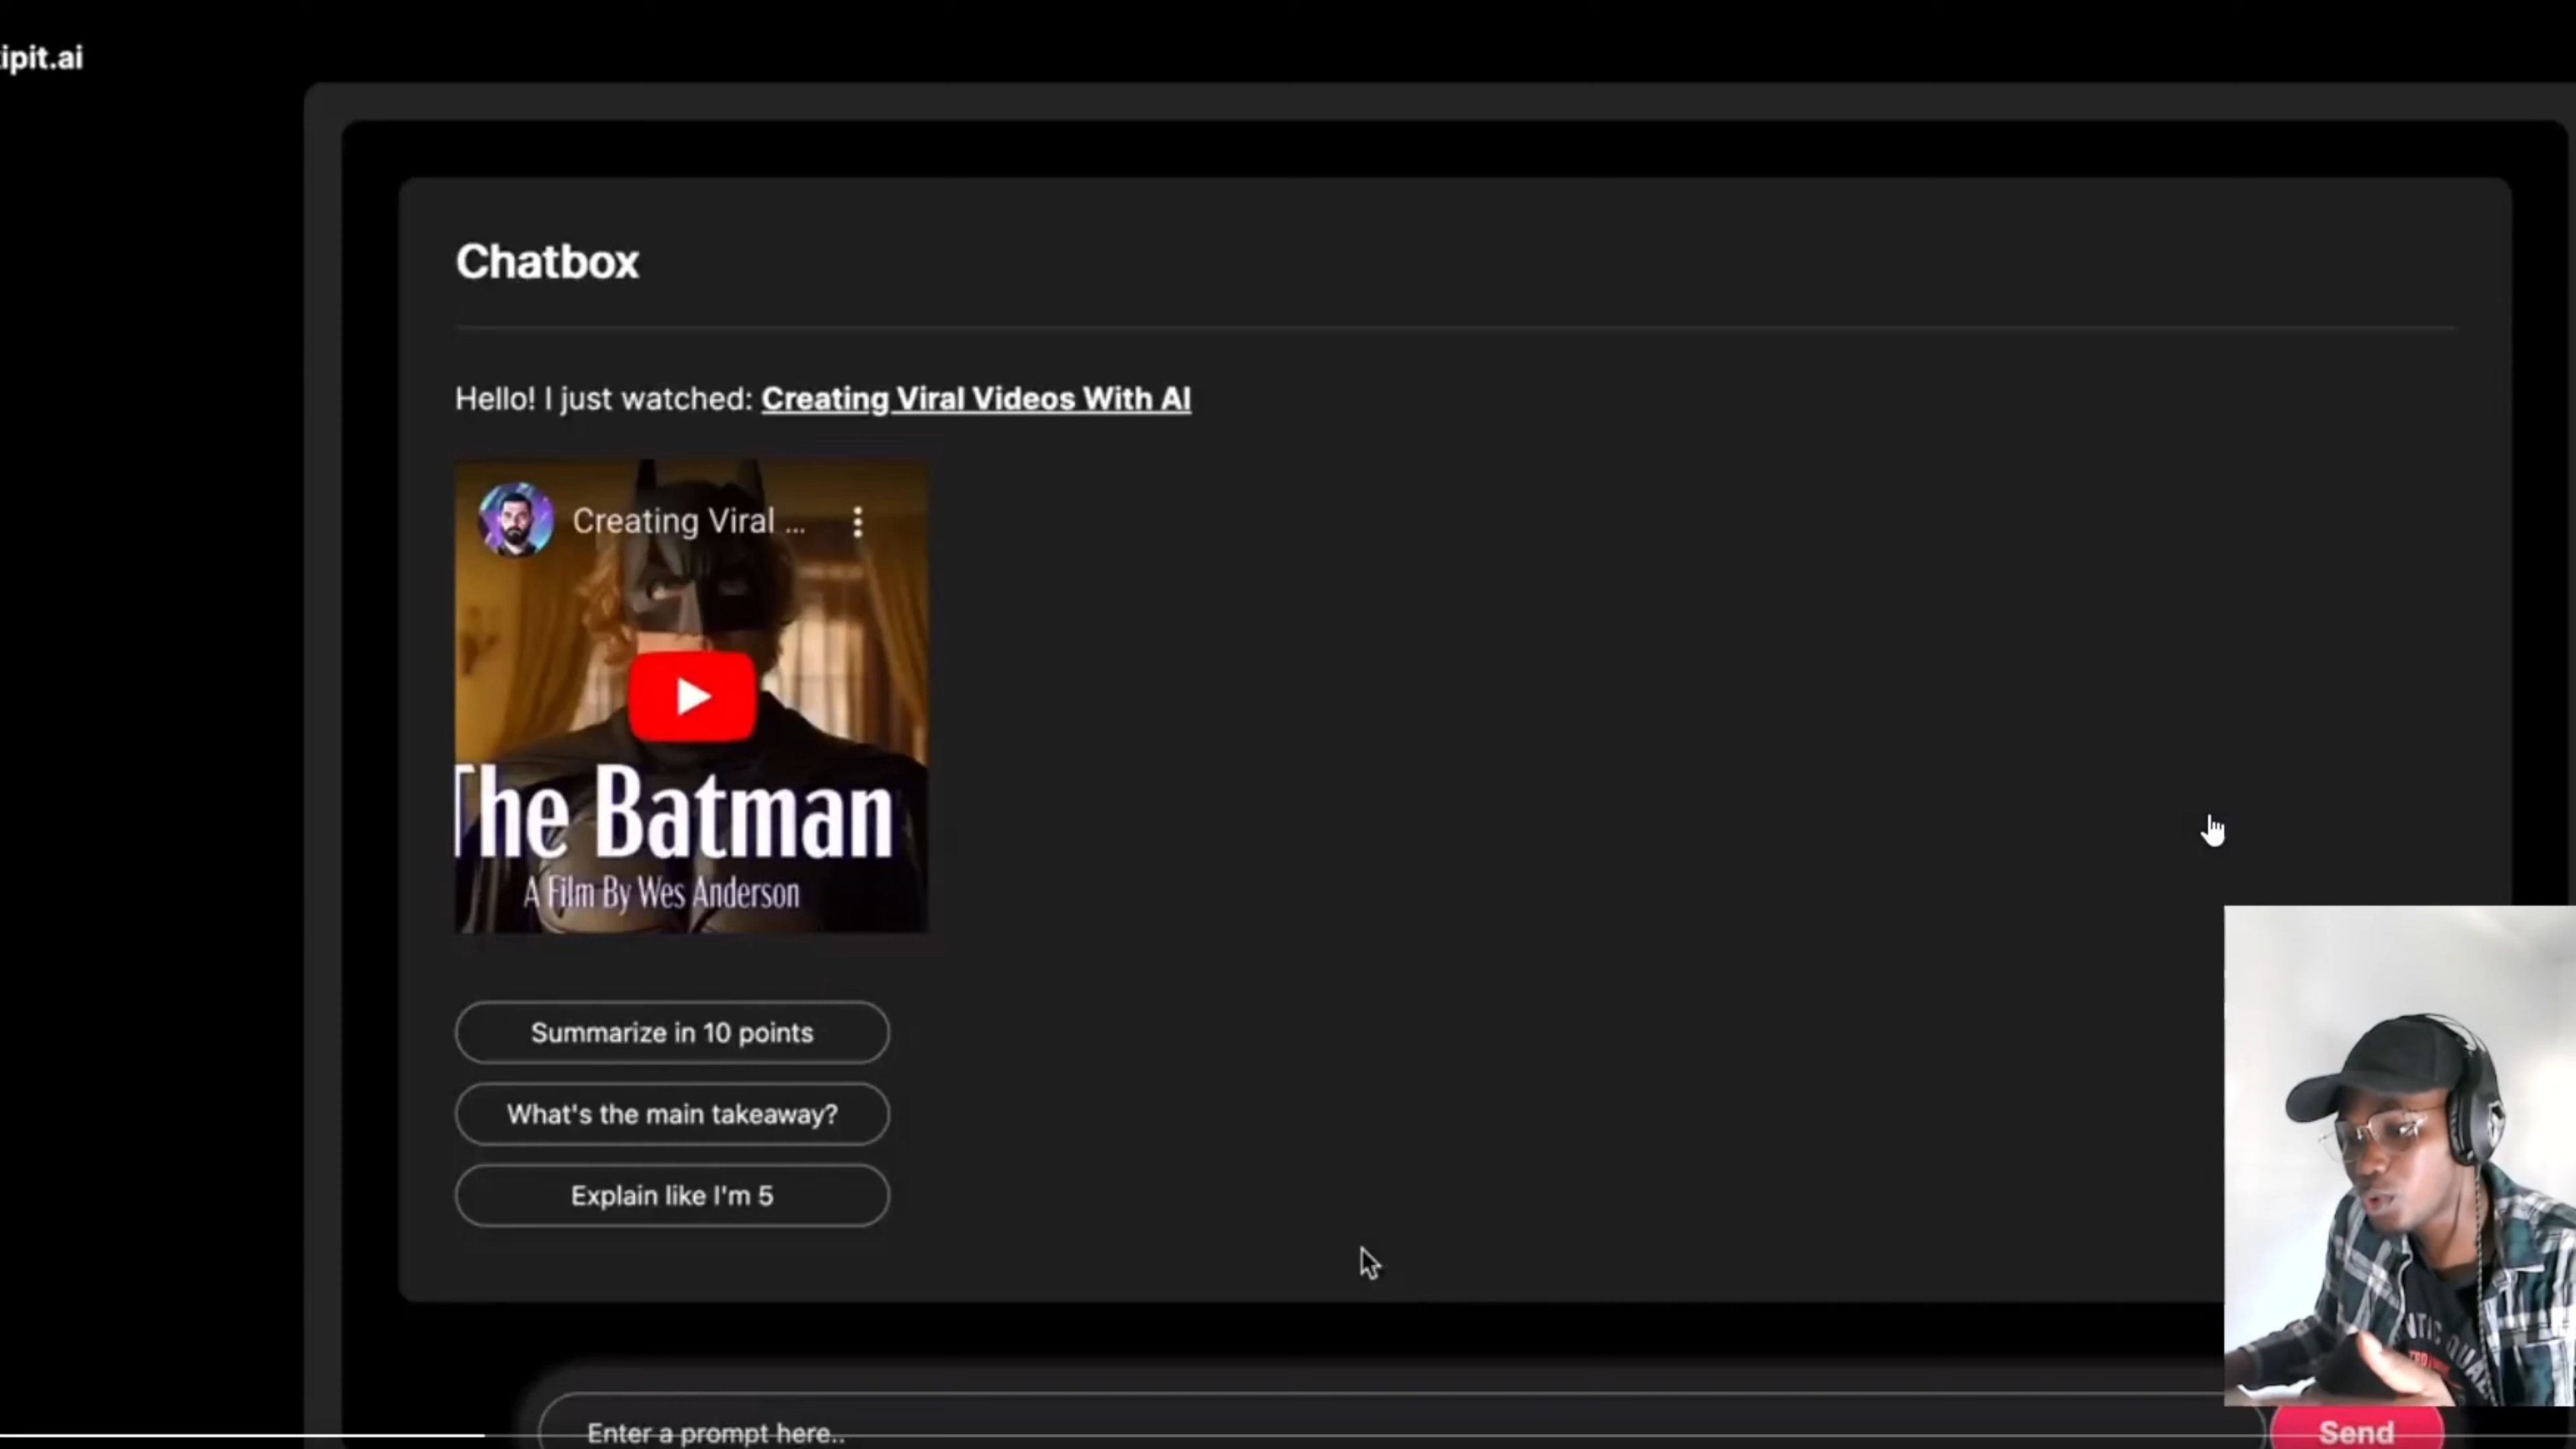 ipit.ai
Chatbox
Hello! I just watched: Creating Viral Videos With AI
Creating Viral ...
The Batman
A Film By Wes Anderson
Summarize in 10 points
What's the main takeaway?
Explain like I'm 5
Enter a prompt here..
Send